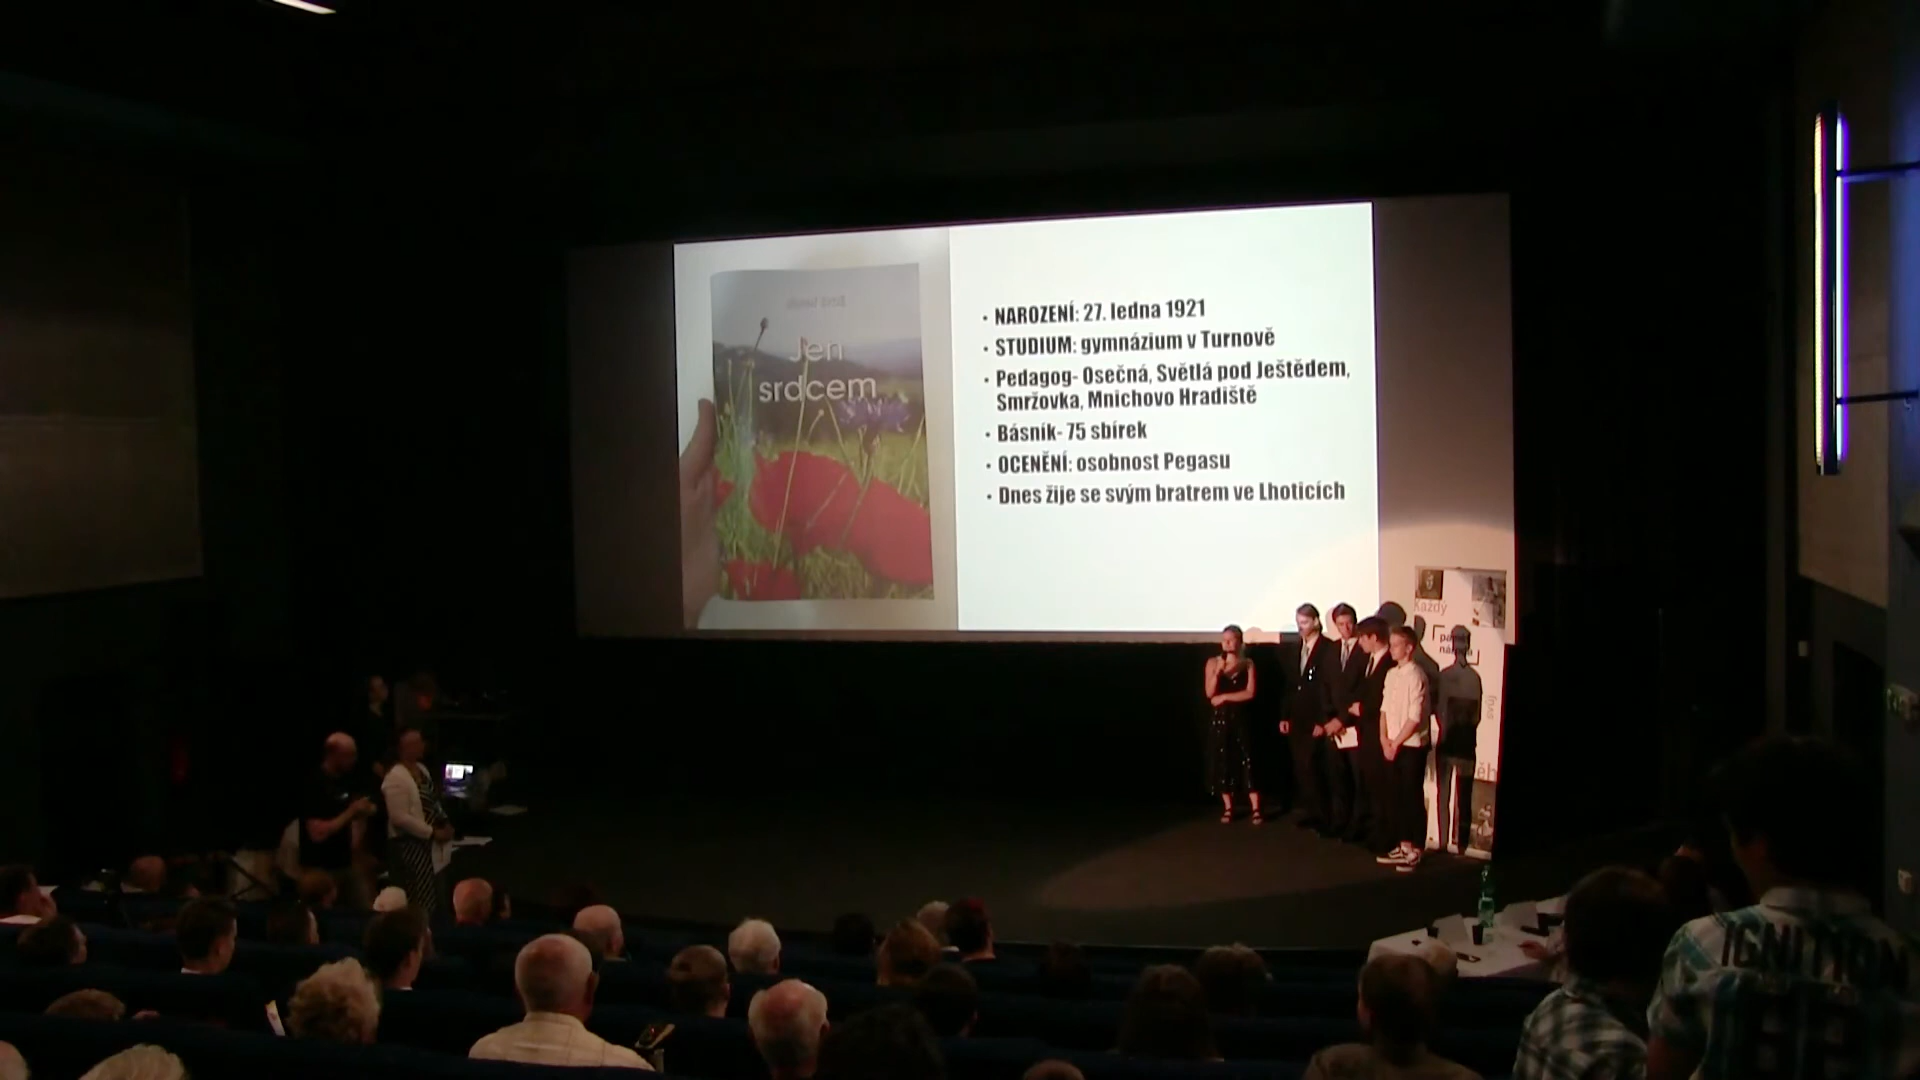 Jen
srdcem
• NAROZENÍ: 27. ledna 1921
• STUDIUM: gymnázium v Turnově
• Pedagog- Osečná, Světlá pod Ještědem,
Smržovka, Mnichovo Hradiště
• Básník- 75 sbírek
• OCENĚNÍ: osobnost Pegasu
• Dnes žije se svým bratrem ve Lhoticích
Každý
IGNITION